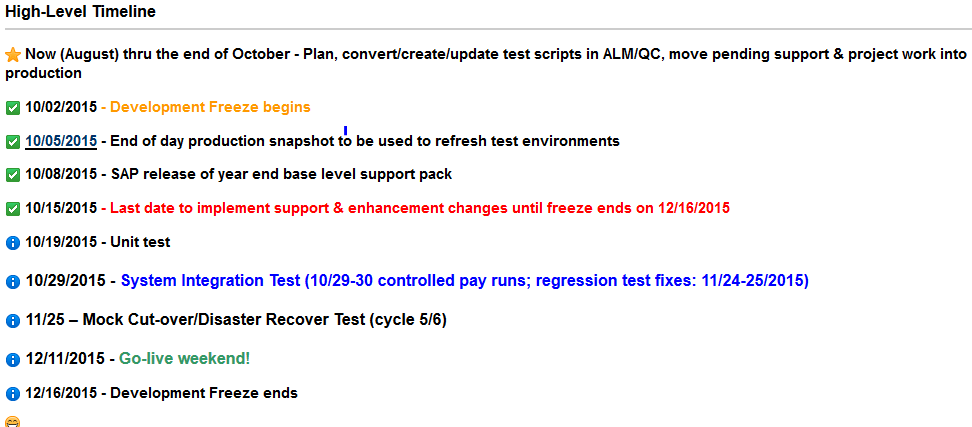 High-Level Timeline
Now (August) thru the end of October - Plan, convert/create/update test scripts in ALM/QC, move pending support & project work into
production
10/02/2015 - Development Freeze begins
10/05/2015 - End of day production snapshot to be used to refresh test environments
10/08/2015 - SAP release of year end base level support pack
10/15/2015 - Last date to implement support & enhancement changes until freeze ends on 12/16/2015
10/19/2015 - Unit test
10/29/2015 - System Integration Test (10/29-30 controlled pay runs; regression test fixes: 11/24-25/2015)
11/25 – Mock Cut-over/Disaster Recover Test (cycle 5/6)
12/11/2015 - Go-live weekend!
12/16/2015 - Development Freeze ends